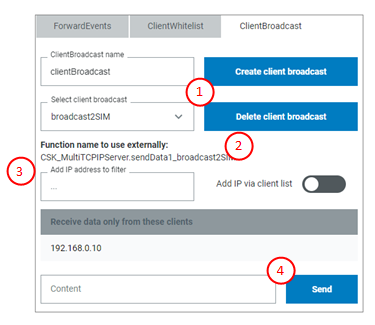 ForwardEvents ClientWhitelist ClientBroadcast
ClientBroadcast name
clientBroadcast Create client broadcast
1
Select client broadcast
broadcast2SIM Delete client broadcast
2
Function name to use externally:
CSK_MultiTCPIPServer.sendData1_broadcast2SIM
3
Add IP address to filter
... Add IP via client list
Receive data only from these clients
192.168.0.10
4
Content Send